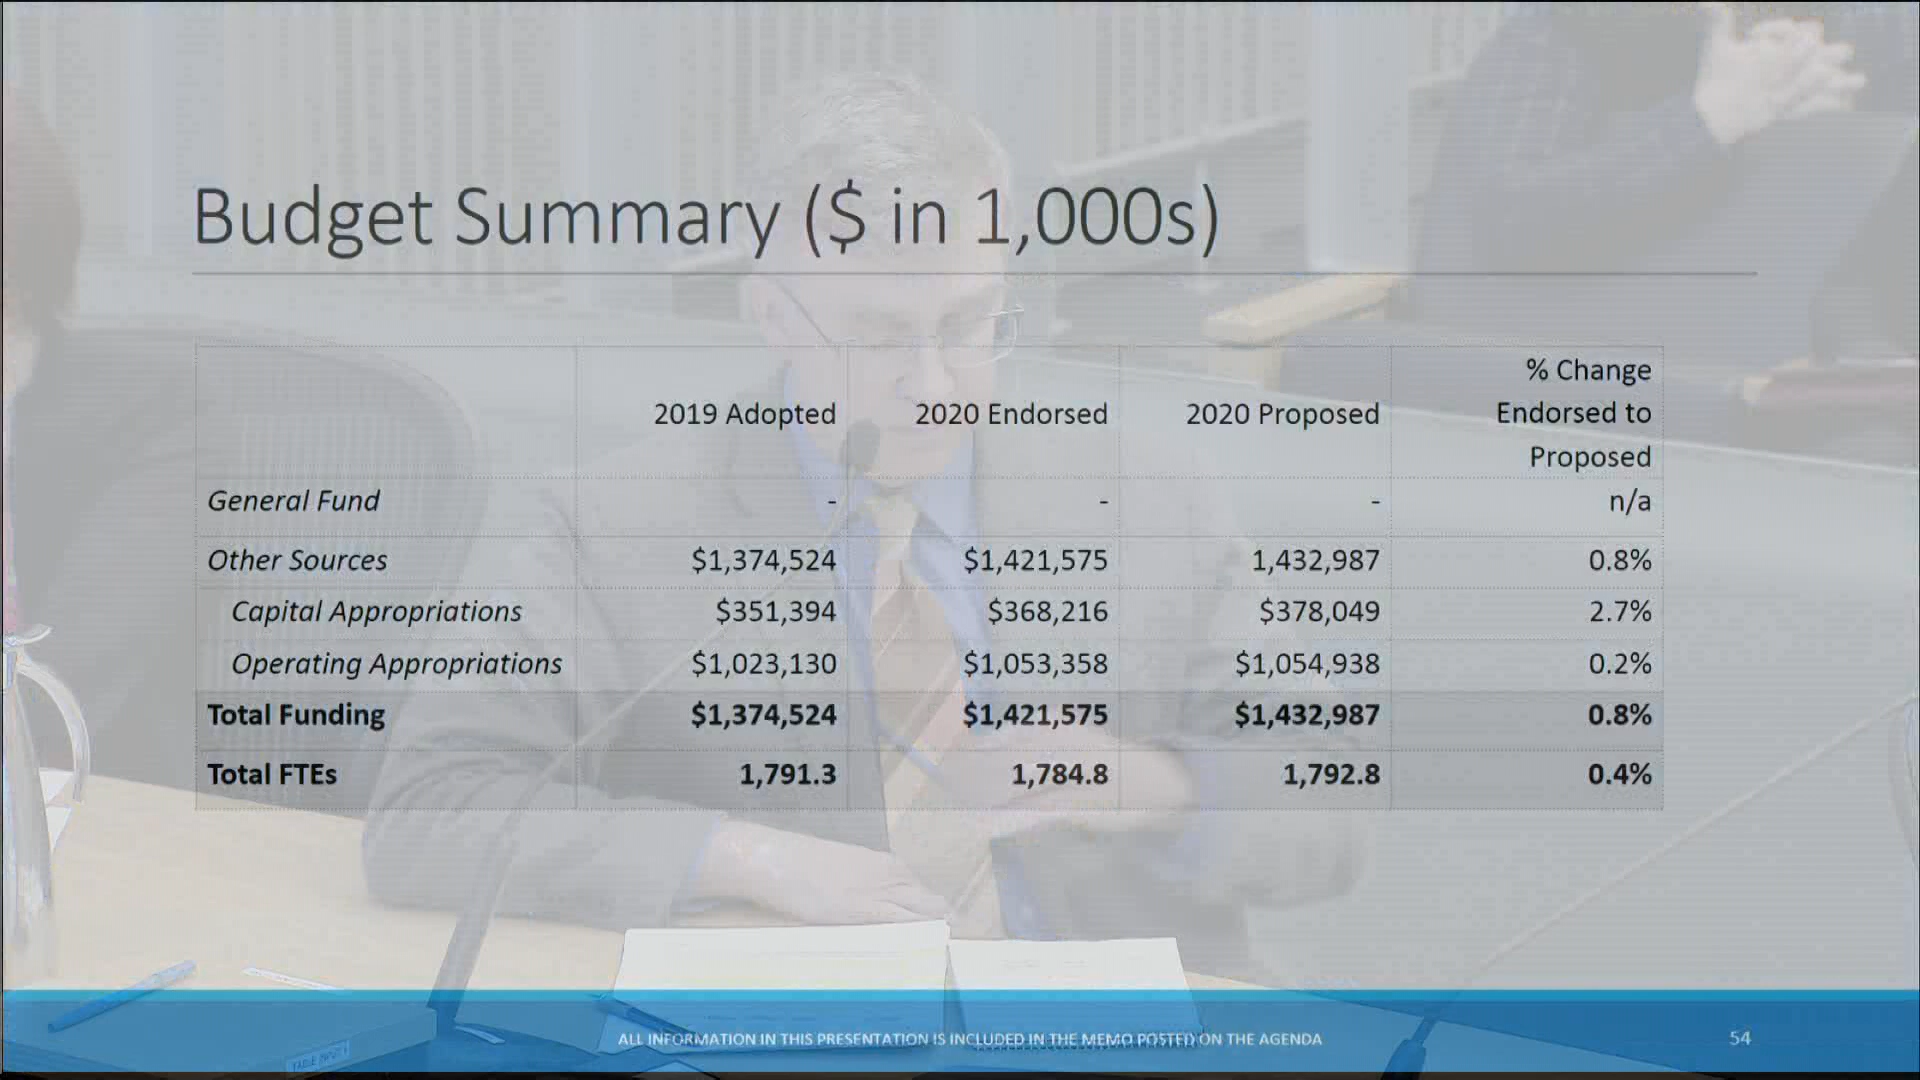 Budget Summary ($ in 1,000s)
2019 Adopted 2020 Endorsed 2020 Proposed % Change Endorsed to Proposed
General Fund - - - n/a
Other Sources $1,374,524 $1,421,575 1,432,987 0.8%
Capital Appropriations $351,394 $368,216 $378,049 2.7%
Operating Appropriations $1,023,130 $1,053,358 $1,054,938 0.2%
Total Funding $1,374,524 $1,421,575 $1,432,987 0.8%
Total FTEs 1,791.3 1,784.8 1,792.8 0.4%
ALL INFORMATION IN THIS PRESENTATION IS INCLUDED IN THE MEMO POSTED ON THE AGENDA 54